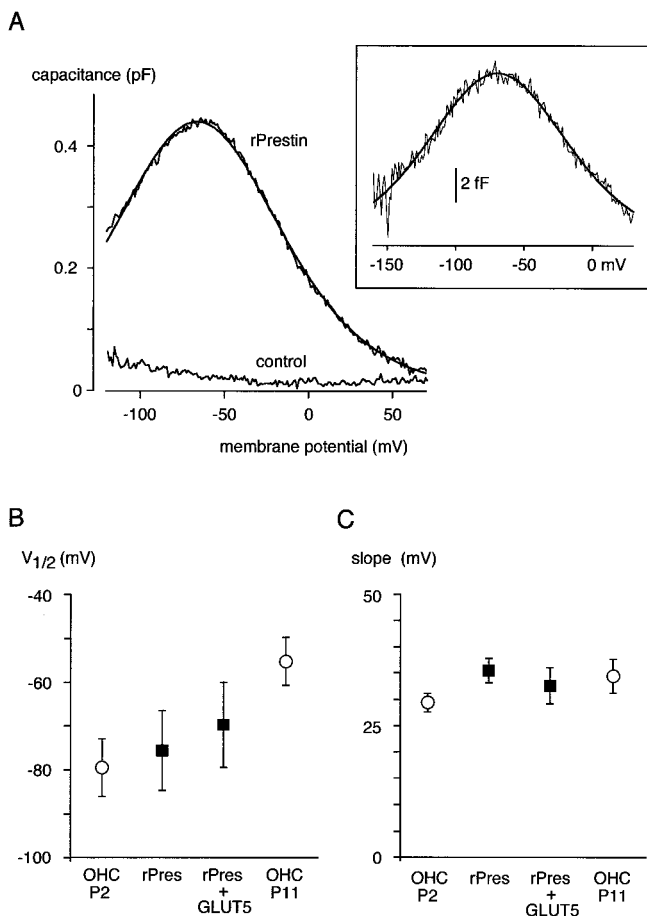 A
capacitance (pF)
0.4
0.2
0
rPrestin
control
-100 -50 0 50
membrane potential (mV)
2 fF
-150 -100 -50 0 mV
B
V1/2 (mV)
-40
-60
-80
-100
OHC P2
rPres
rPres + GLUT5
OHC P11
C
slope (mV)
50
25
0
OHC P2
rPres
rPres + GLUT5
OHC P11